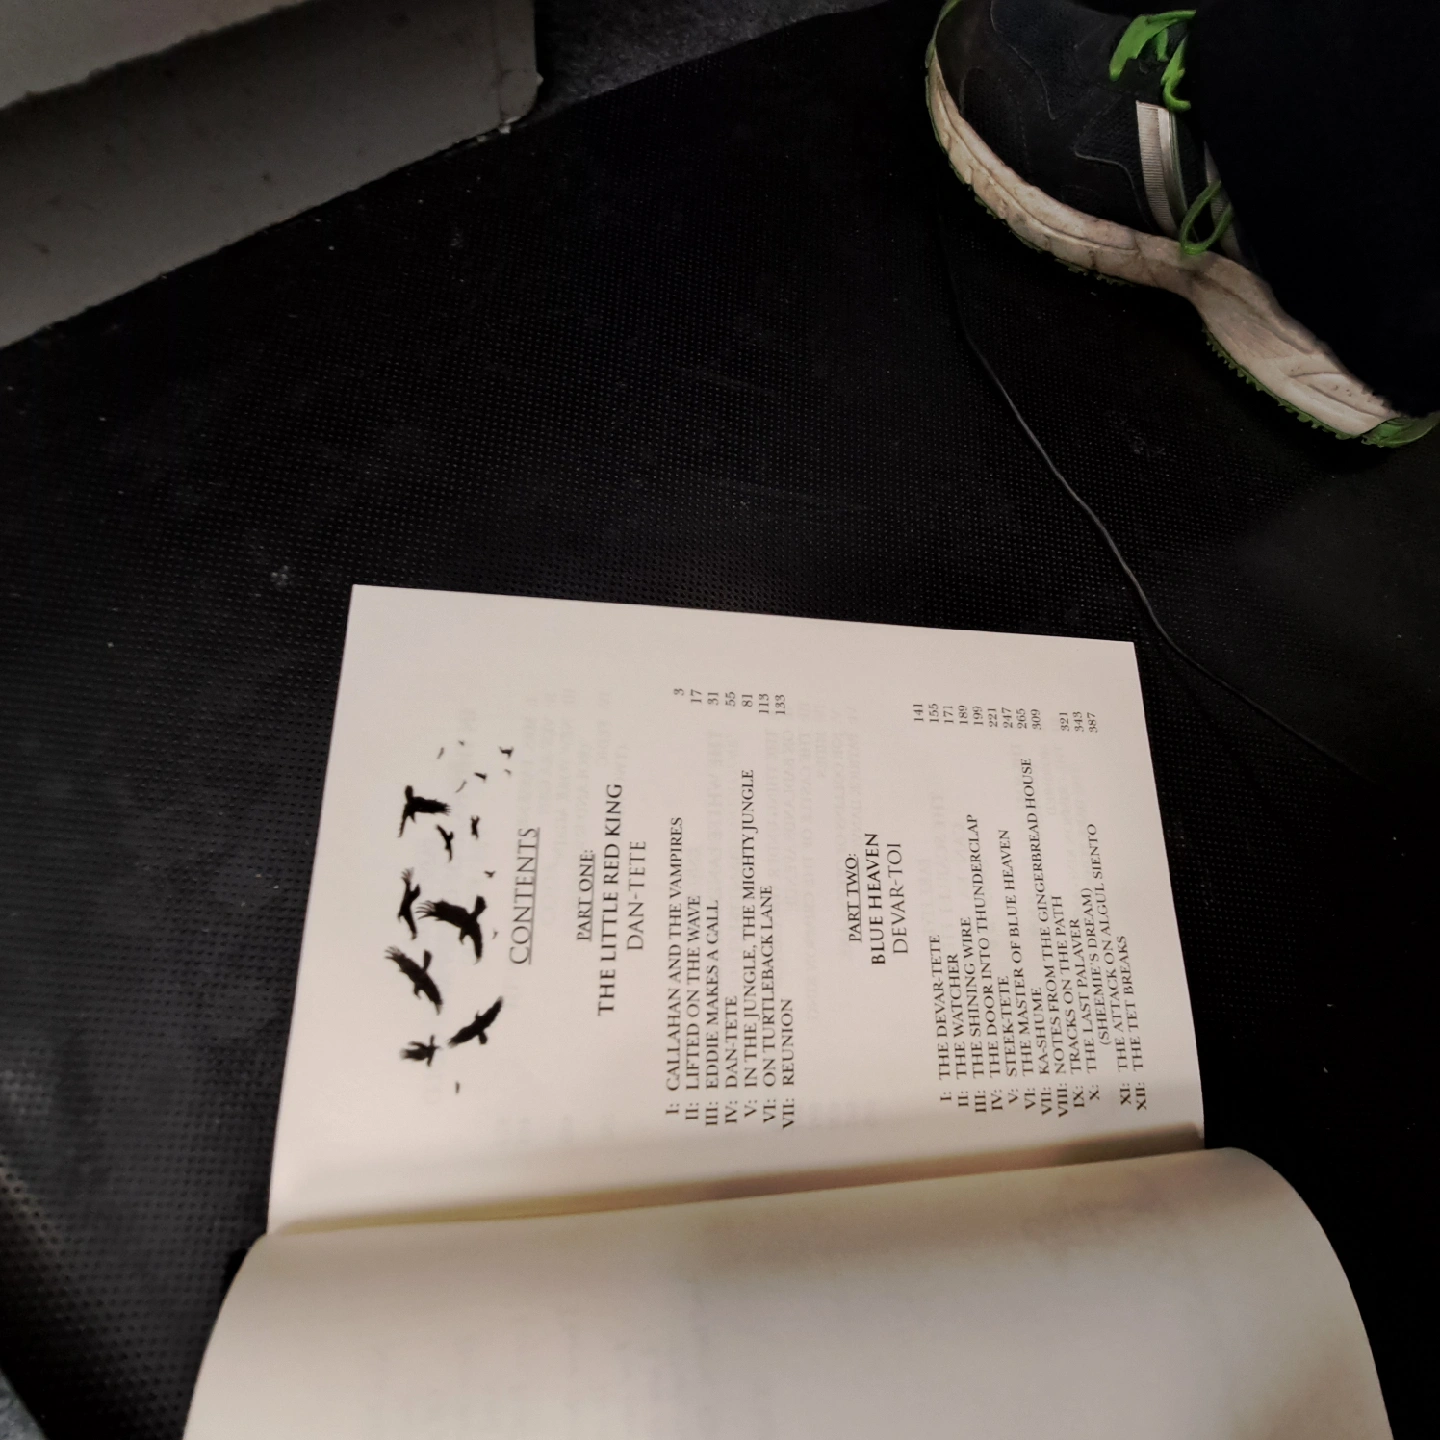 CONTENTS
PART ONE:
THE LITTLE RED KING
DAN-TETE
I: CALLAHAN AND THE VAMPIRES 3
II: LIFTED ON THE WAVE 17
III: EDDIE MAKES A CALL 31
IV: DAN-TETE 55
V: IN THE JUNGLE, THE MIGHTY JUNGLE 81
VI: ON TURTLEBACK LANE 113
VII: REUNION 133
PART TWO:
BLUE HEAVEN
DEVAR-TOI
I: THE DEVAR-TETE 141
II: THE WATCHER 155
III: THE SHINING WIRE 171
IV: THE DOOR INTO THUNDERCLAP 189
V: STEEK-TETE 199
VI: THE MASTER OF BLUE HEAVEN 221
VII: KA-SHUME 247
VIII: NOTES FROM THE GINGERBREAD HOUSE 265
IX: TRACKS ON THE PATH 309
X: THE LAST PALAVER
(SHEEMIE'S DREAM) 321
XI: THE ATTACK ON ALGUL SIENTO 343
XII: THE TET BREAKS 387